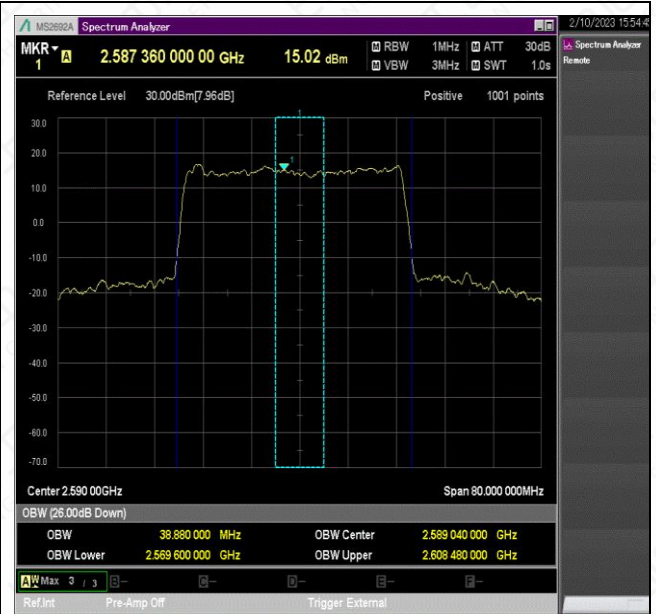 MS2692A Spectrum Analyzer
2/10/2023 15:54:4
MKR A 2.587 360 000 00 GHz 15.02 dBm M RBW 1MHz M ATT 30dB
1 M VBW 3MHz M SWT 1.0s
Spectrum Analyzer
Remote
Reference Level 30.00dBm[7.96dB] Positive 1001 points
30.0
20.0
10.0
0.0
-10.0
-20.0
-30.0
-40.0
-50.0
-60.0
-70.0
1
1
Center 2.590 00GHz Span 80.000 000MHz
OBW (26.00dB Down)
OBW 38.880 000 MHz OBW Center 2.589 040 000 GHz
OBW Lower 2.569 600 000 GHz OBW Upper 2.608 480 000 GHz
A W Max 3 / 3 B- C- D- E- F-
Ref.Int Pre-Amp Off Trigger External